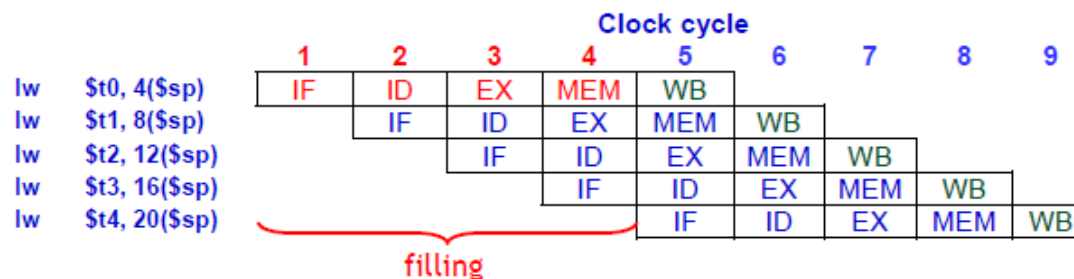 Clock cycle
1 2 3 4 5 6 7 8 9
lw $t0, 4($sp) IF ID EX MEM WB
lw $t1, 8($sp) IF ID EX MEM WB
lw $t2, 12($sp) IF ID EX MEM WB
lw $t3, 16($sp) IF ID EX MEM WB
lw $t4, 20($sp) IF ID EX MEM WB
filling